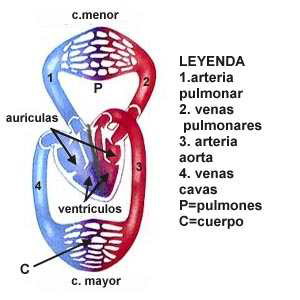 c.menor
1
2
P
auriculas
3
4
ventrículos
C
c. mayor
LEYENDA
1.arteria
pulmonar
2. venas
pulmonares
3. arteria
aorta
4. venas
cavas
P=pulmones
C=cuerpo